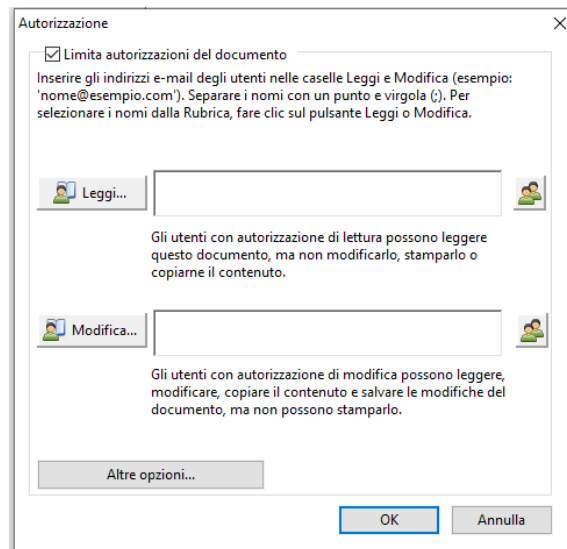 Autorizzazione
Limita autorizzazioni del documento
Inserire gli indirizzi e-mail degli utenti nelle caselle Leggi e Modifica (esempio:
'nome@esempio.com'). Separare i nomi con un punto e virgola (;). Per
selezionare i nomi dalla Rubrica, fare clic sul pulsante Leggi o Modifica.
Leggi...
Gli utenti con autorizzazione di lettura possono leggere
questo documento, ma non modificarlo, stamparlo o
copiarne il contenuto.
Modifica...
Gli utenti con autorizzazione di modifica possono leggere,
modificare, copiare il contenuto e salvare le modifiche del
documento, ma non possono stamparlo.
Altre opzioni...
OK
Annulla